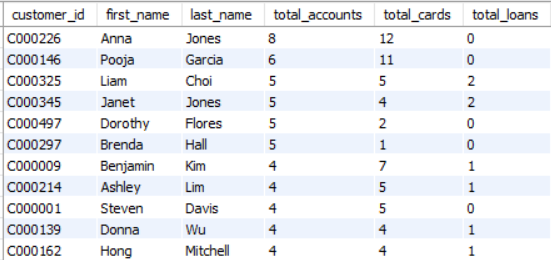 customer_id first_name last_name total_accounts total_cards total_loans
C000226 Anna Jones 8 12 0
C000146 Pooja Garcia 6 11 0
C000325 Liam Choi 5 5 2
C000345 Janet Jones 5 4 2
C000497 Dorothy Flores 5 2 0
C000297 Brenda Hall 5 1 0
C000009 Benjamin Kim 4 7 1
C000214 Ashley Lim 4 5 1
C000001 Steven Davis 4 5 0
C000139 Donna Wu 4 4 1
C000162 Hong Mitchell 4 4 1